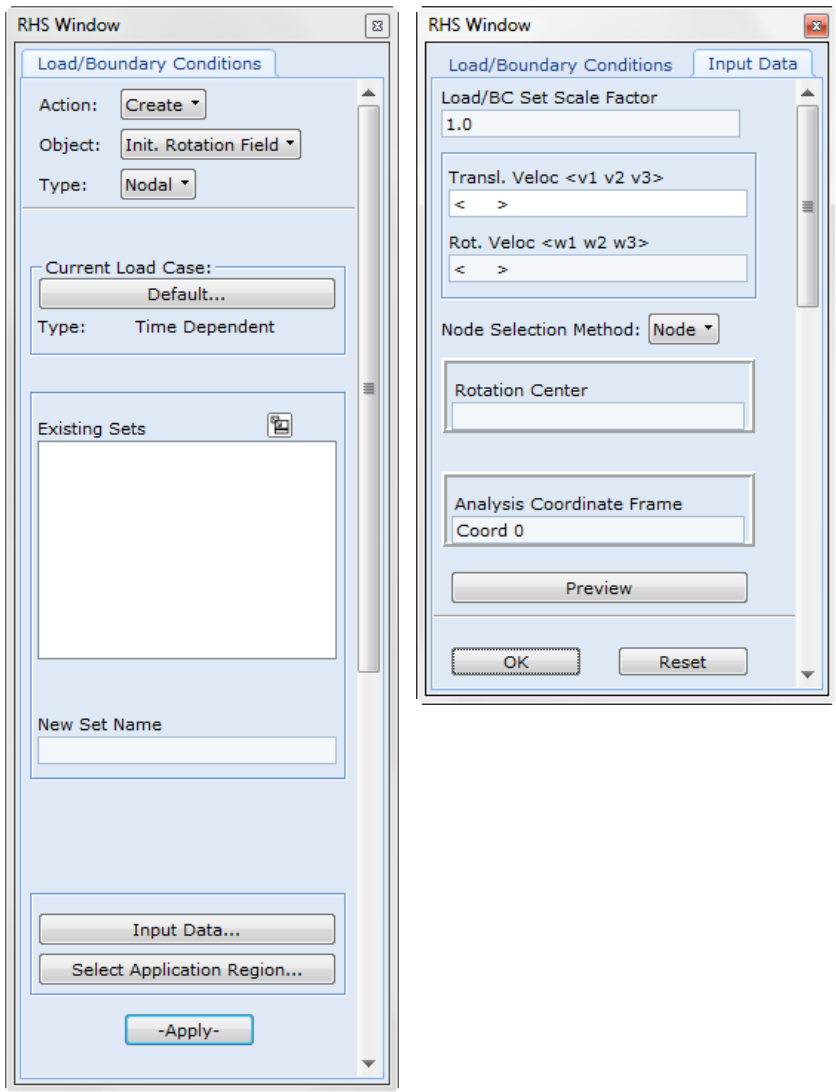 RHS Window
Load/Boundary Conditions
Action: Create
Object: Init. Rotation Field
Type: Nodal
Current Load Case:
Default...
Type: Time Dependent
Existing Sets
New Set Name
Input Data...
Select Application Region...
-Apply-
RHS Window
Load/Boundary Conditions Input Data
Load/BC Set Scale Factor
1.0
Transl. Veloc <v1 v2 v3>
< >
Rot. Veloc <w1 w2 w3>
< >
Node Selection Method: Node
Rotation Center
Analysis Coordinate Frame
Coord 0
Preview
OK Reset